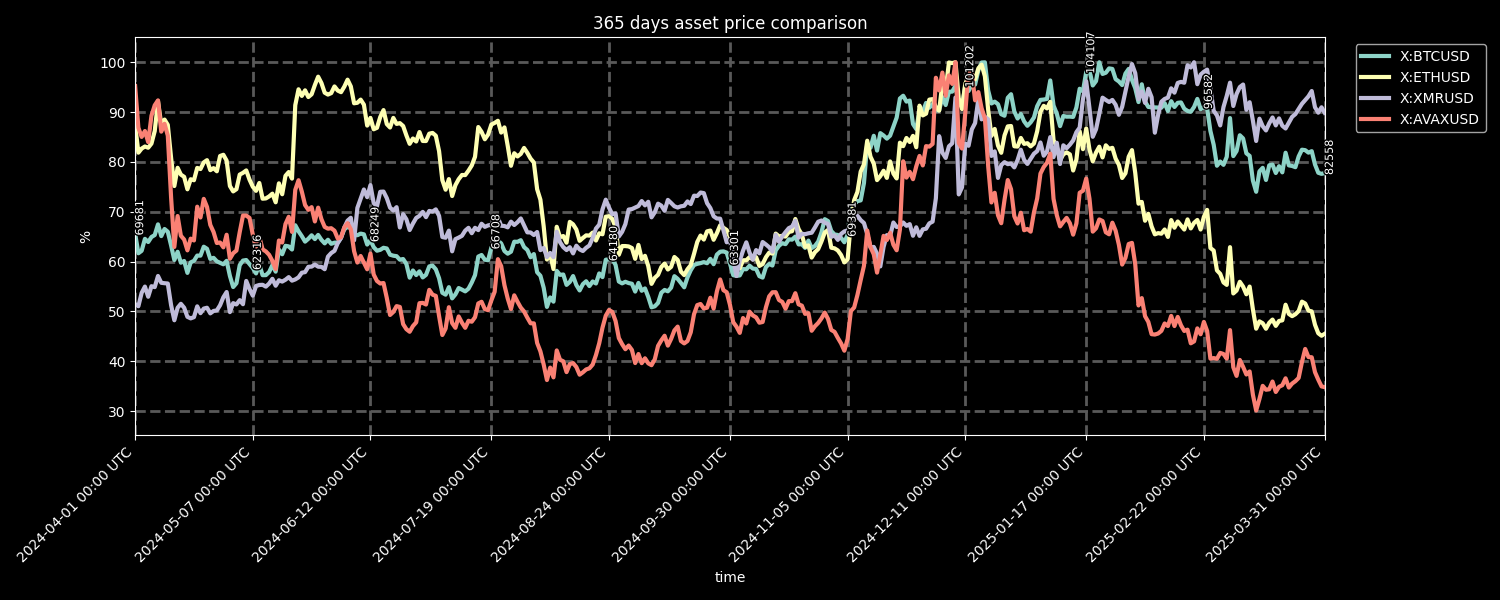 365 days asset price comparison
X:BTCUSD
X:ETHUSD
X:XMRUSD
X:AVAXUSD
%
100
90
80
70
60
50
40
30
69681
62316
68249
66708
64180
63301
69381
101202
104107
96582
82558
2024-04-01 00:00 UTC
2024-05-07 00:00 UTC
2024-06-12 00:00 UTC
2024-07-19 00:00 UTC
2024-08-24 00:00 UTC
2024-09-30 00:00 UTC
2024-11-05 00:00 UTC
2024-12-11 00:00 UTC
2025-01-17 00:00 UTC
2025-02-22 00:00 UTC
2025-03-31 00:00 UTC
time